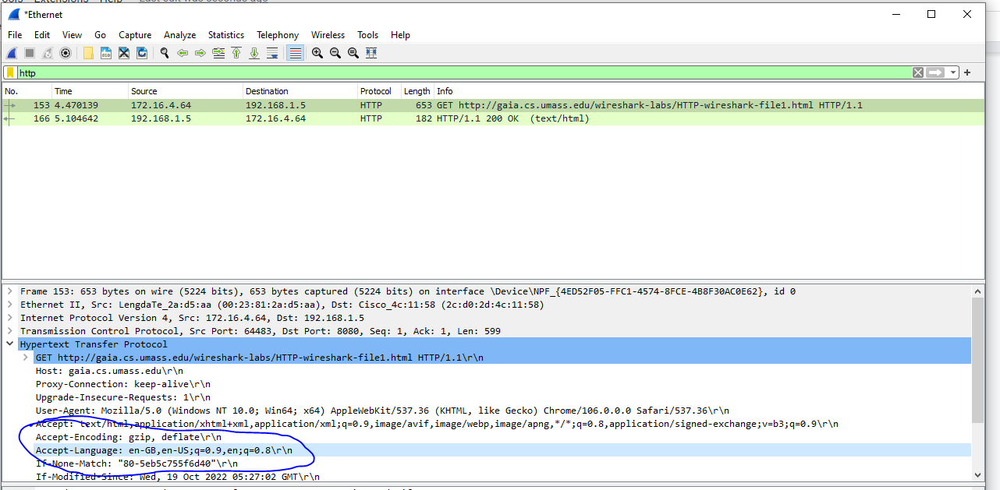 *Ethernet
File Edit View Go Capture Analyze Statistics Telephony Wireless Tools Help
http
No. Time Source Destination Protocol Length Info
153 4.470139 172.16.4.64 192.168.1.5 HTTP 653 GET http://gaia.cs.umass.edu/wireshark-labs/HTTP-wireshark-file1.html HTTP/1.1
166 5.104642 192.168.1.5 172.16.4.64 HTTP 182 HTTP/1.1 200 OK (text/html)
Frame 153: 653 bytes on wire (5224 bits), 653 bytes captured (5224 bits) on interface \Device\NPF_{4ED52F05-FFC1-4574-8FCE-4B8F30AC0E62}, id 0
Ethernet II, Src: LengdaTe_2a:d5:aa (00:23:81:2a:d5:aa), Dst: Cisco_4c:11:58 (2c:d0:2d:4c:11:58)
Internet Protocol Version 4, Src: 172.16.4.64, Dst: 192.168.1.5
Transmission Control Protocol, Src Port: 64483, Dst Port: 8080, Seq: 1, Ack: 1, Len: 599
Hypertext Transfer Protocol
GET http://gaia.cs.umass.edu/wireshark-labs/HTTP-wireshark-file1.html HTTP/1.1\r\n
Host: gaia.cs.umass.edu\r\n
Proxy-Connection: keep-alive\r\n
Upgrade-Insecure-Requests: 1\r\n
User-Agent: Mozilla/5.0 (Windows NT 10.0; Win64; x64) AppleWebKit/537.36 (KHTML, like Gecko) Chrome/106.0.0.0 Safari/537.36\r\n
Accept: text/html,application/xhtml+xml,application/xml;q=0.9,image/avif,image/webp,image/apng,*/*;q=0.8,application/signed-exchange;v=b3;q=0.9\r\n
Accept-Encoding: gzip, deflate\r\n
Accept-Language: en-GB,en-US;q=0.9,en;q=0.8\r\n
If-None-Match: "80-5eb5c755f6d40"\r\n
If-Modified-Since: Wed, 19 Oct 2022 05:27:02 GMT\r\n